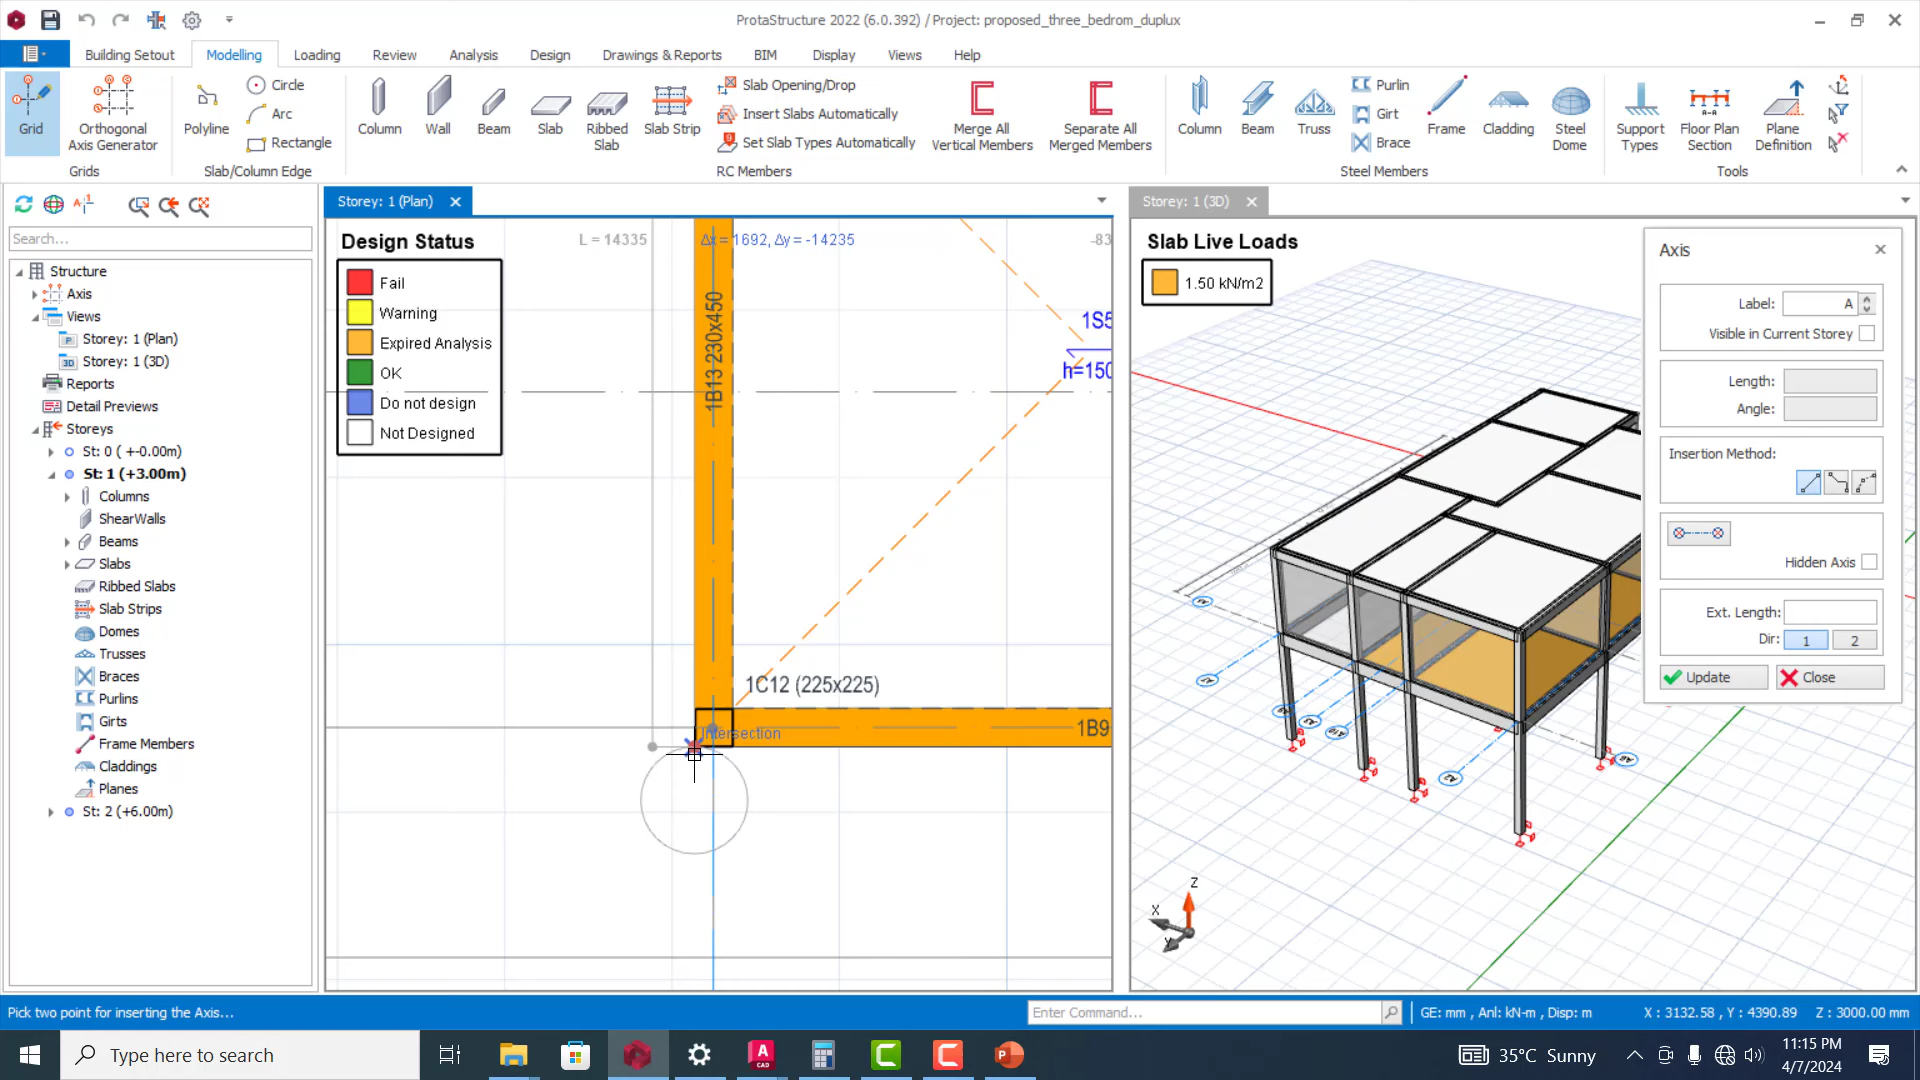 ProtaStructure 2022 (6.0.392) / Project: proposed_three_bedrom_duplux
Building Setout
Modelling
Loading
Review
Analysis
Design
Drawings & Reports
BIM
Display
Views
Help
Grid
Orthogonal
Axis Generator
Polyline
Circle
Arc
Rectangle
Column
Wall
Beam
Slab
Ribbed
Slab
Slab Strip
Slab Opening/Drop
Insert Slabs Automatically
Set Slab Types Automatically
Merge All
Vertical Members
Separate All
Merged Members
Column
Beam
Truss
Purlin
Girt
Brace
Frame
Cladding
Steel
Dome
Support
Types
Floor Plan
Section
Plane
Definition
Grids
Slab/Column Edge
RC Members
Steel Members
Tools
Search...
Structure
Axis
Views
Storey: 1 (Plan)
Storey: 1 (3D)
Reports
Detail Previews
Storeys
St: 0 ( +-0.00m)
St: 1 (+3.00m)
Columns
ShearWalls
Beams
Slabs
Ribbed Slabs
Slab Strips
Domes
Trusses
Braces
Purlins
Girts
Frame Members
Claddings
Planes
St: 2 (+6.00m)
Storey: 1 (Plan)
Design Status
Fail
Warning
Expired Analysis
OK
Do not design
Not Designed
L = 14335
Δx = 1692, Δy = -14235
-83
1B13 230x450
1S5
h=150
1C12 (225x225)
Intersection
1B9
Storey: 1 (3D)
Slab Live Loads
1.50 kN/m2
Z
X
Y
Axis
Label:
A
Visible in Current Storey
Length:
Angle:
Insertion Method:
Hidden Axis
Ext. Length:
Dir:
1
2
Update
Close
Pick two point for inserting the Axis...
Enter Command...
GE: mm , Anl: kN-m , Disp: m
X : 3132.58 , Y : 4390.89
Z : 3000.00 mm
Type here to search
35°C Sunny
11:15 PM
4/7/2024